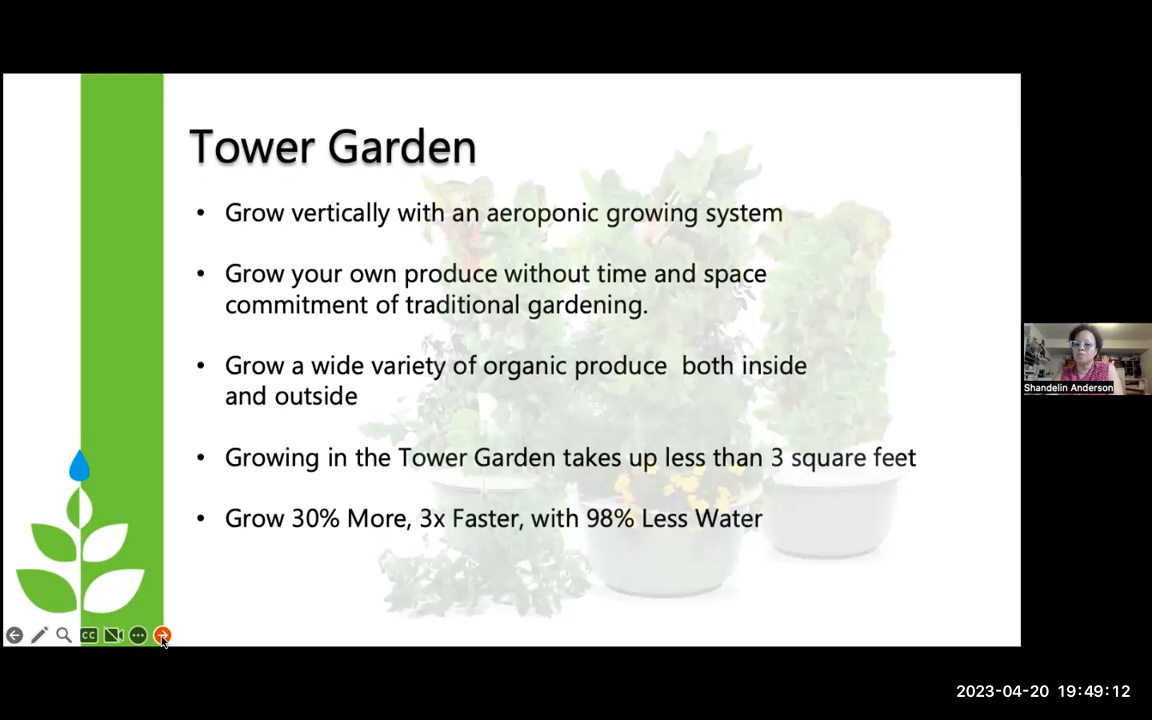 Tower Garden
• Grow vertically with an aeroponic growing system
• Grow your own produce without time and space
commitment of traditional gardening.
• Grow a wide variety of organic produce  both inside
and outside
• Growing in the Tower Garden takes up less than 3 square feet
• Grow 30% More, 3x Faster, with 98% Less Water
CC
Shandelin Anderson
2023-04-20 19:49:12